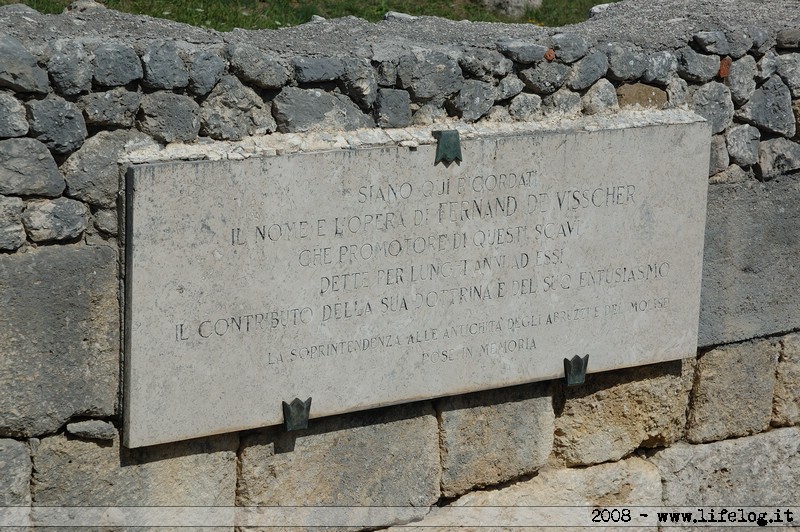 SIANO QUI RICORDATI
IL NOME E L'OPERA DI FERNAND DE VISSCHER
CHE PROMOTORE DI QUESTI SCAVI
DETTE PER LUNGHI ANNI AD ESSI
IL CONTRIBUTO DELLA SUA DOTTRINA E DEL SUO ENTUSIASMO
LA SOPRINTENDENZA ALLE ANTICHITÀ DEGLI ABRUZZI E DEL MOLISE
POSE IN MEMORIA
2008 - www.lifelog.it